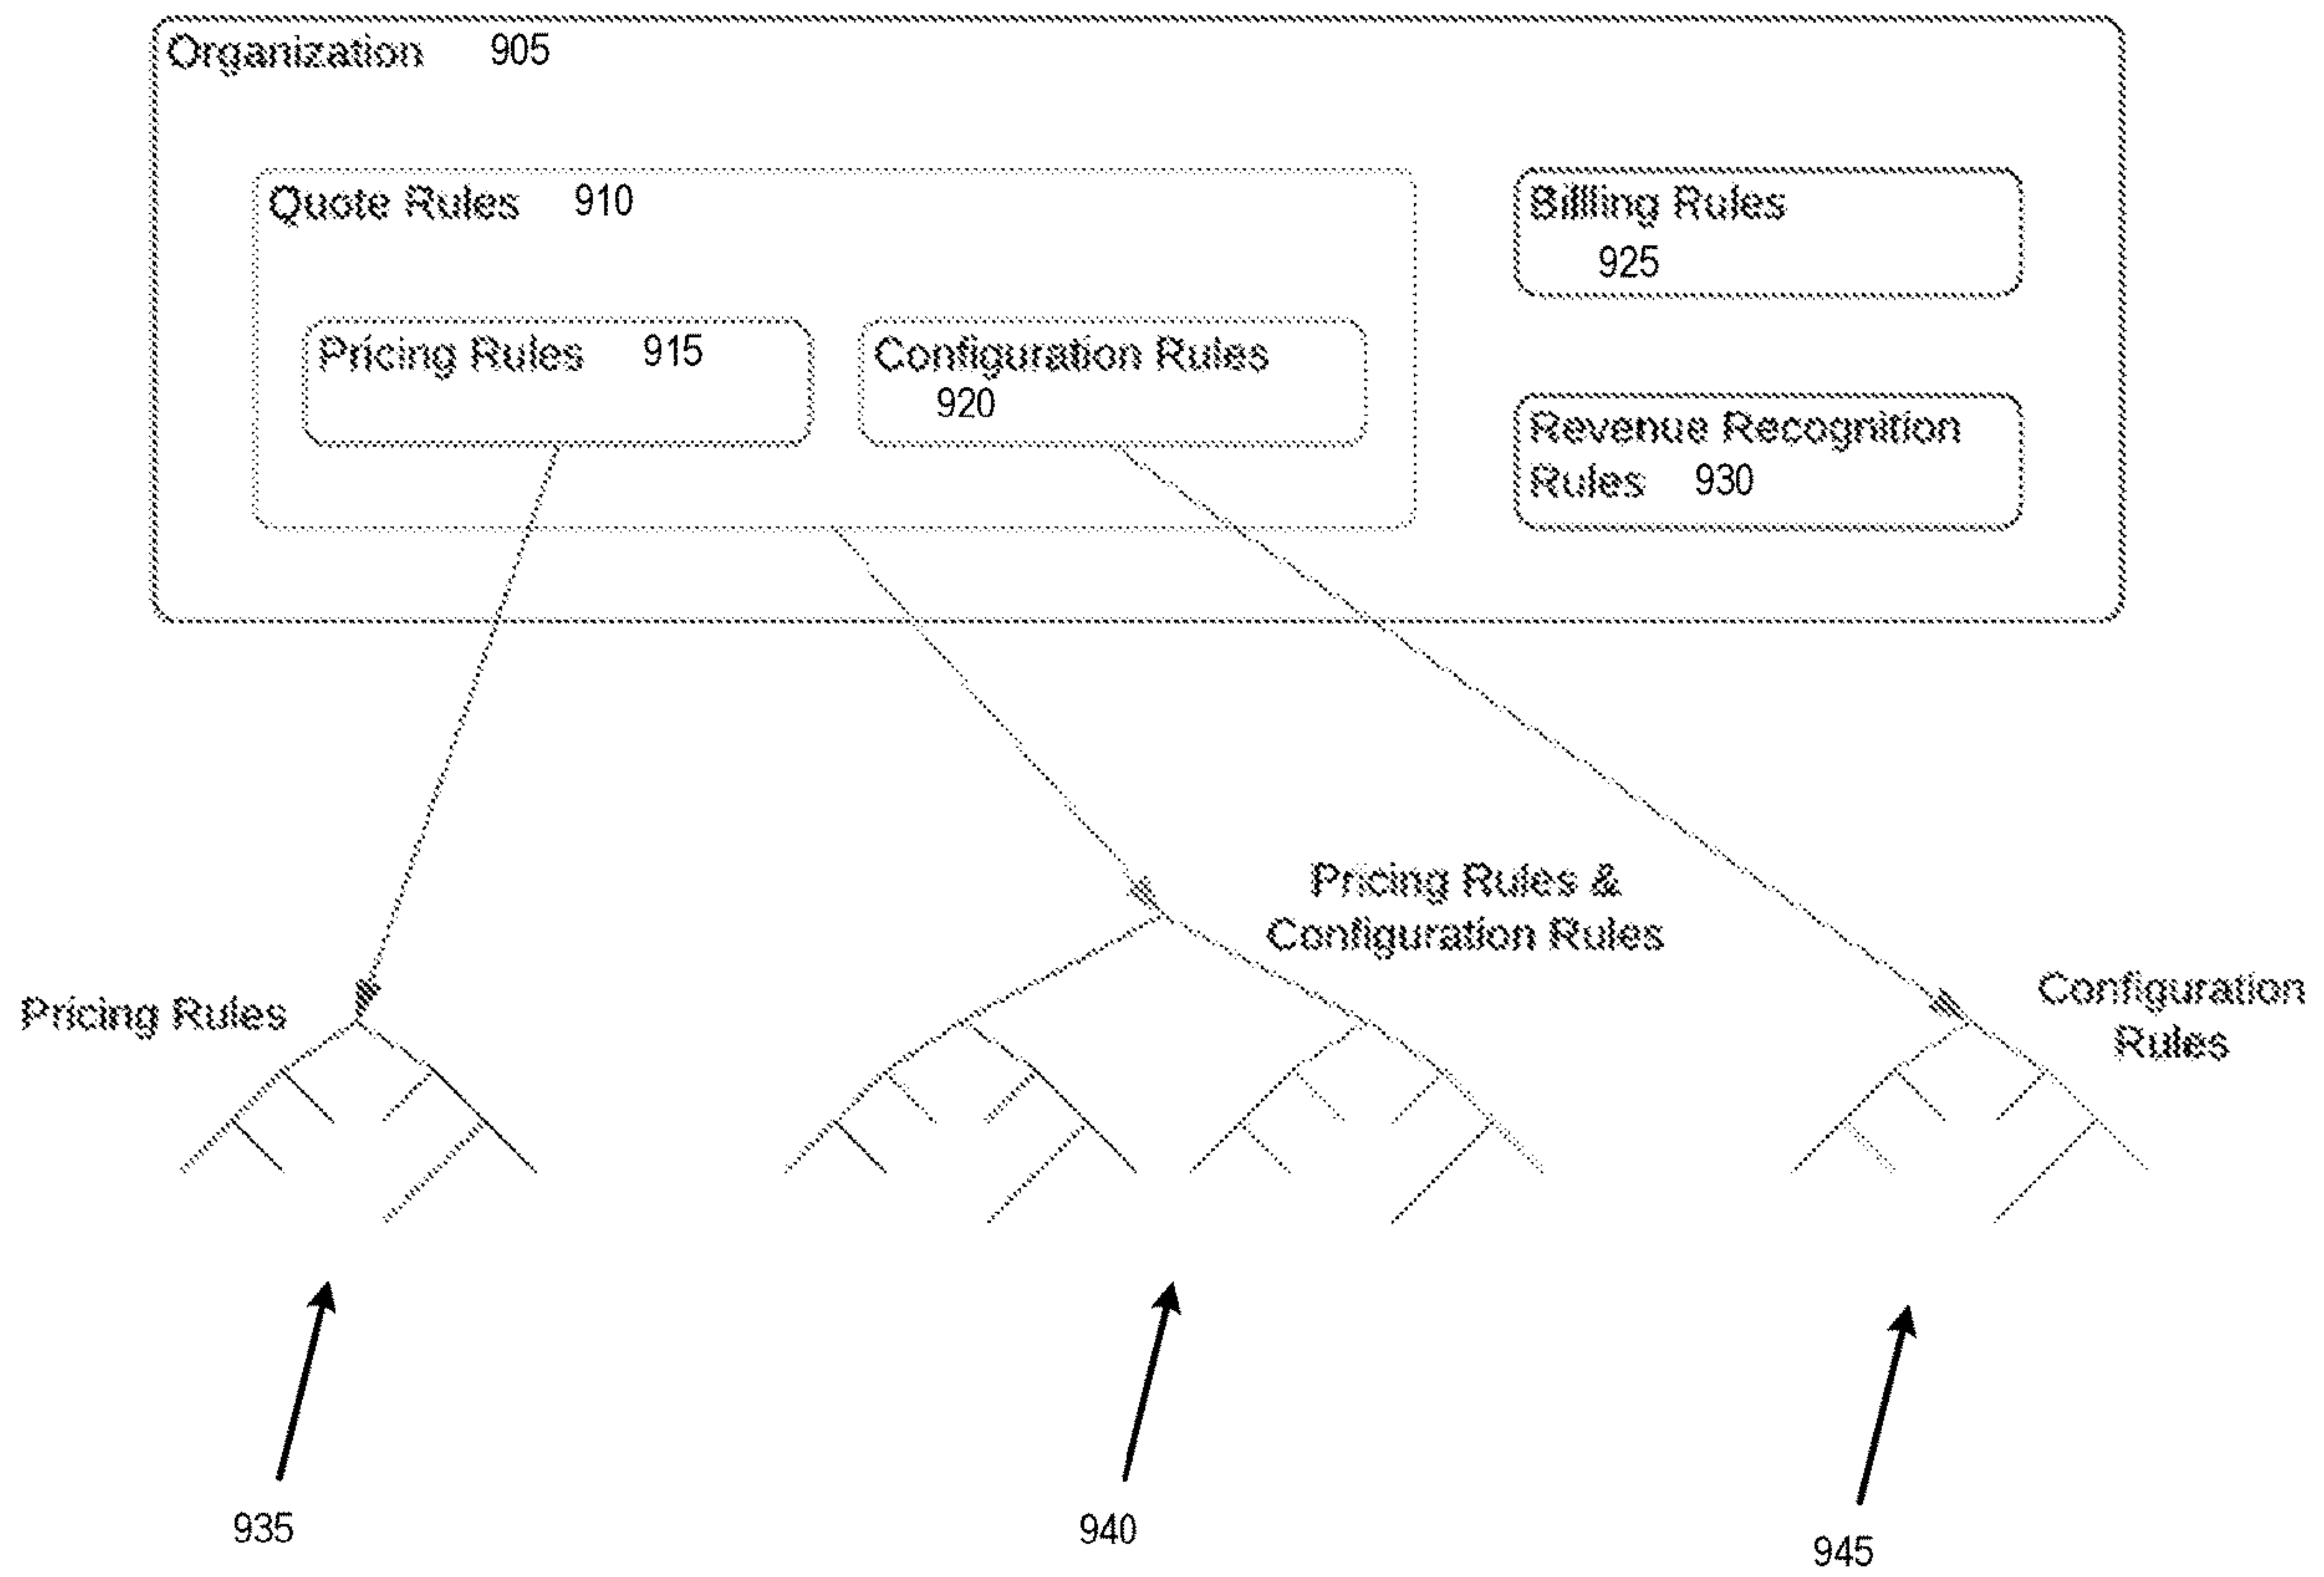 Organization 905
Quote Rules 910
Billling Rules
925
Pricing Rules 915
Configuration Rules
920
Revenue Recognition
Rules 930
Pricing Rules &
Configuration Rules
Pricing Rules
Configuration
Rules
935
940
945